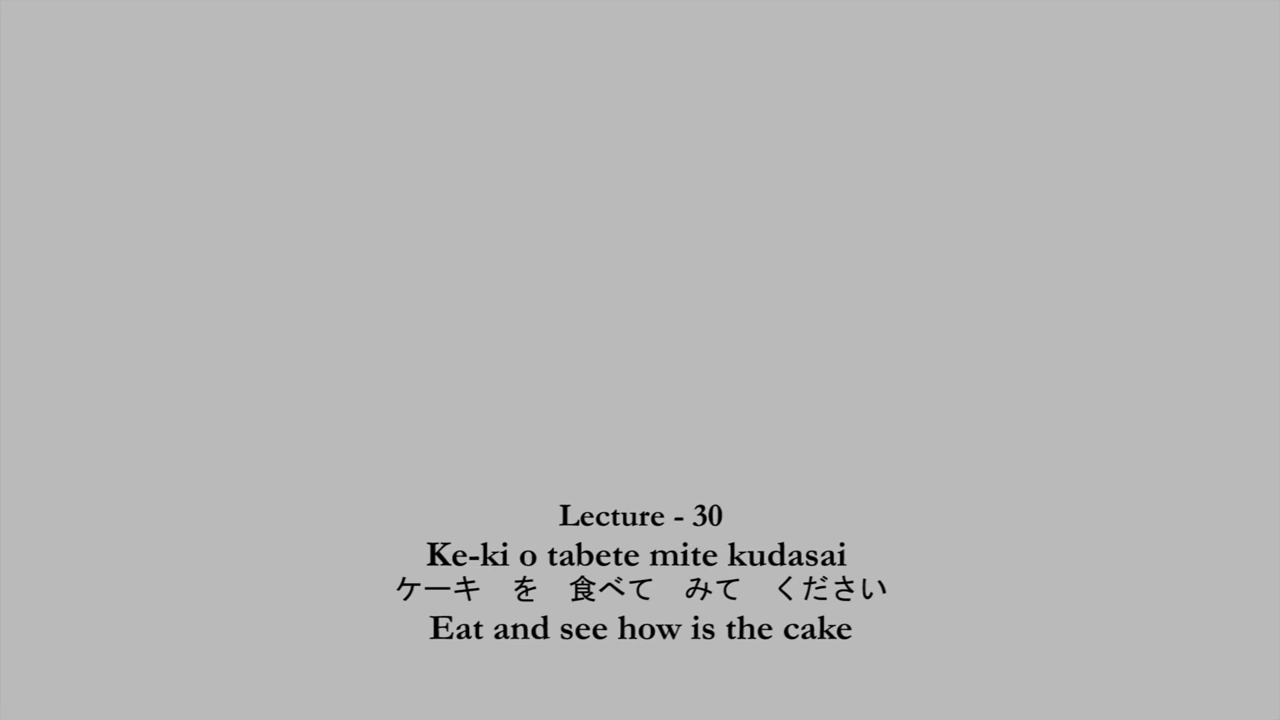 Lecture - 30
Ke-ki o tabete mite kudasai
ケーキ　を　食べて　みて　ください
Eat and see how is the cake